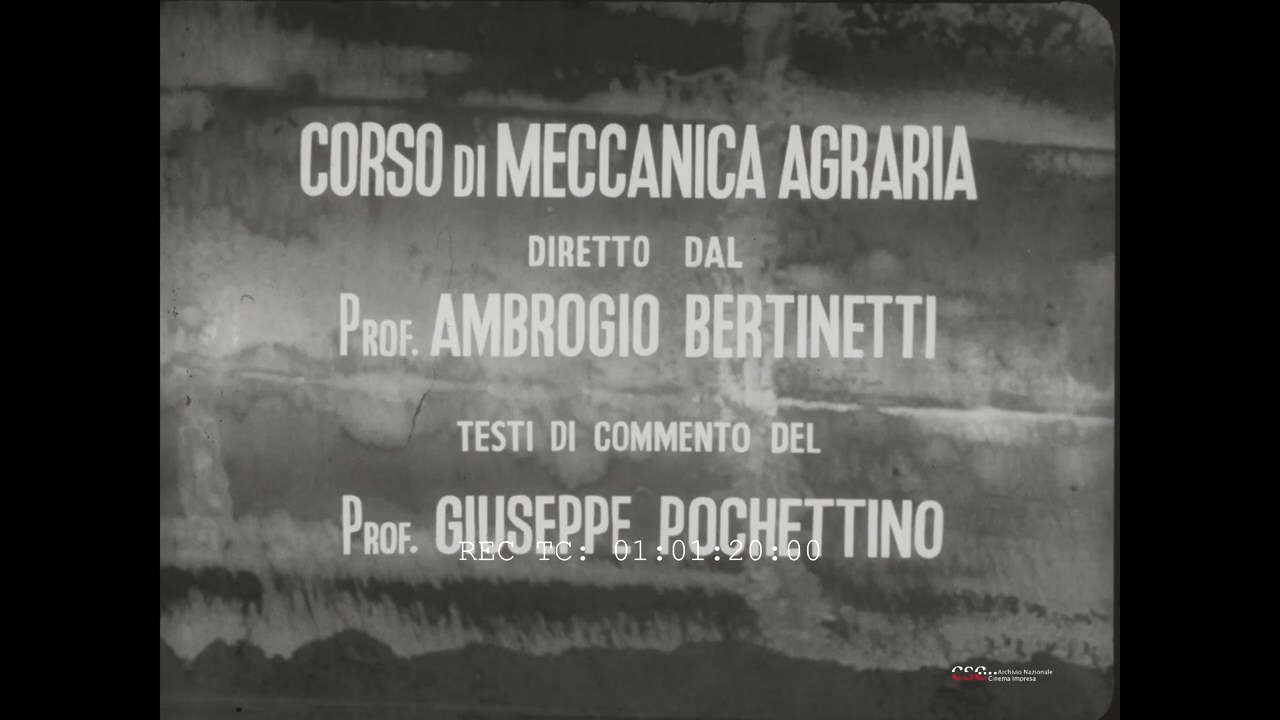 CORSO DI MECCANICA AGRARIA
DIRETTO DAL
PROF. AMBROGIO BERTINETTI
TESTI DI COMMENTO DEL
PROF. GIUSEPPE POCHETTINO
REC TC: 01:01:20:00
CSC... Archivio Nazionale
Cinema Impresa